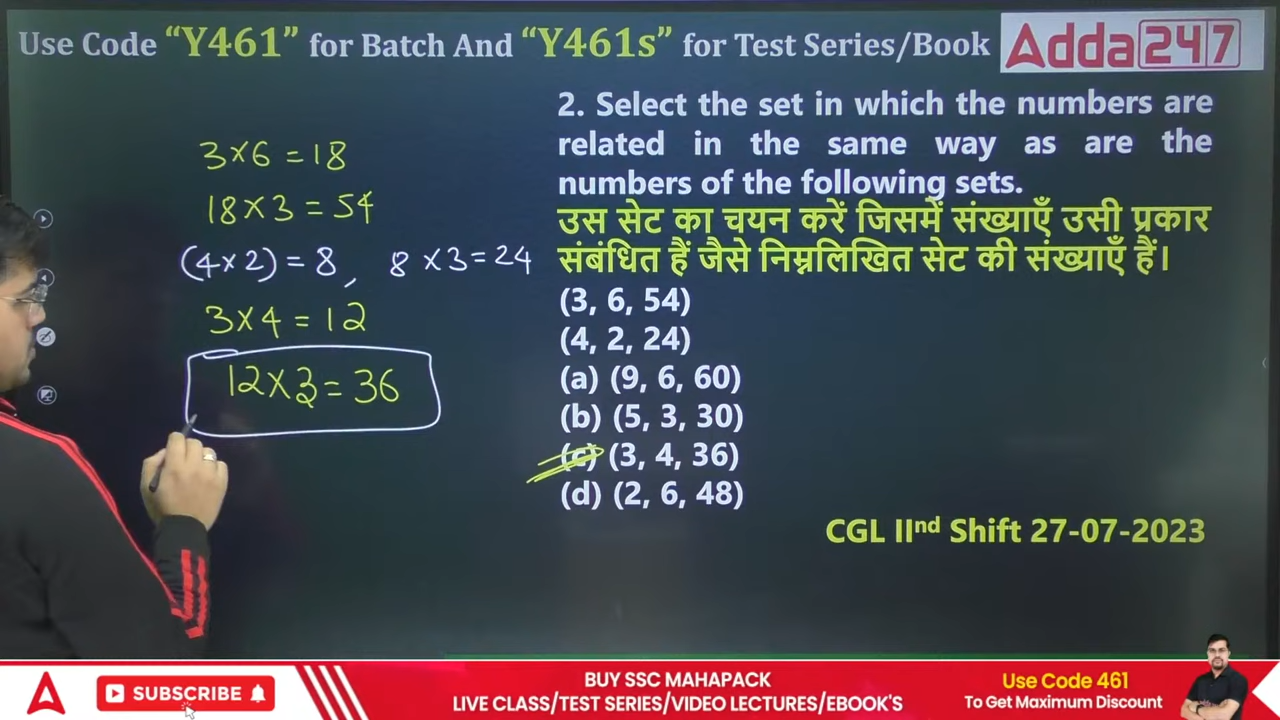 Use Code “Y461” for Batch And “Y461s” for Test Series/Book
Adda247
3×6 = 18
18×3 = 54
(4×2) = 8, 8×3=24
3×4 = 12
12×3 = 36
2. Select the set in which the numbers are
related in the same way as are the
numbers of the following sets.
उस सेट का चयन करें जिसमें संख्याएँ उसी प्रकार
संबंधित हैं जैसे निम्नलिखित सेट की संख्याएँ हैं।
(3, 6, 54)
(4, 2, 24)
(a) (9, 6, 60)
(b) (5, 3, 30)
(c) (3, 4, 36)
(d) (2, 6, 48)
CGL IInd Shift 27-07-2023
SUBSCRIBE
BUY SSC MAHAPACK
LIVE CLASS/TEST SERIES/VIDEO LECTURES/EBOOK'S
Use Code 461
To Get Maximum Discount